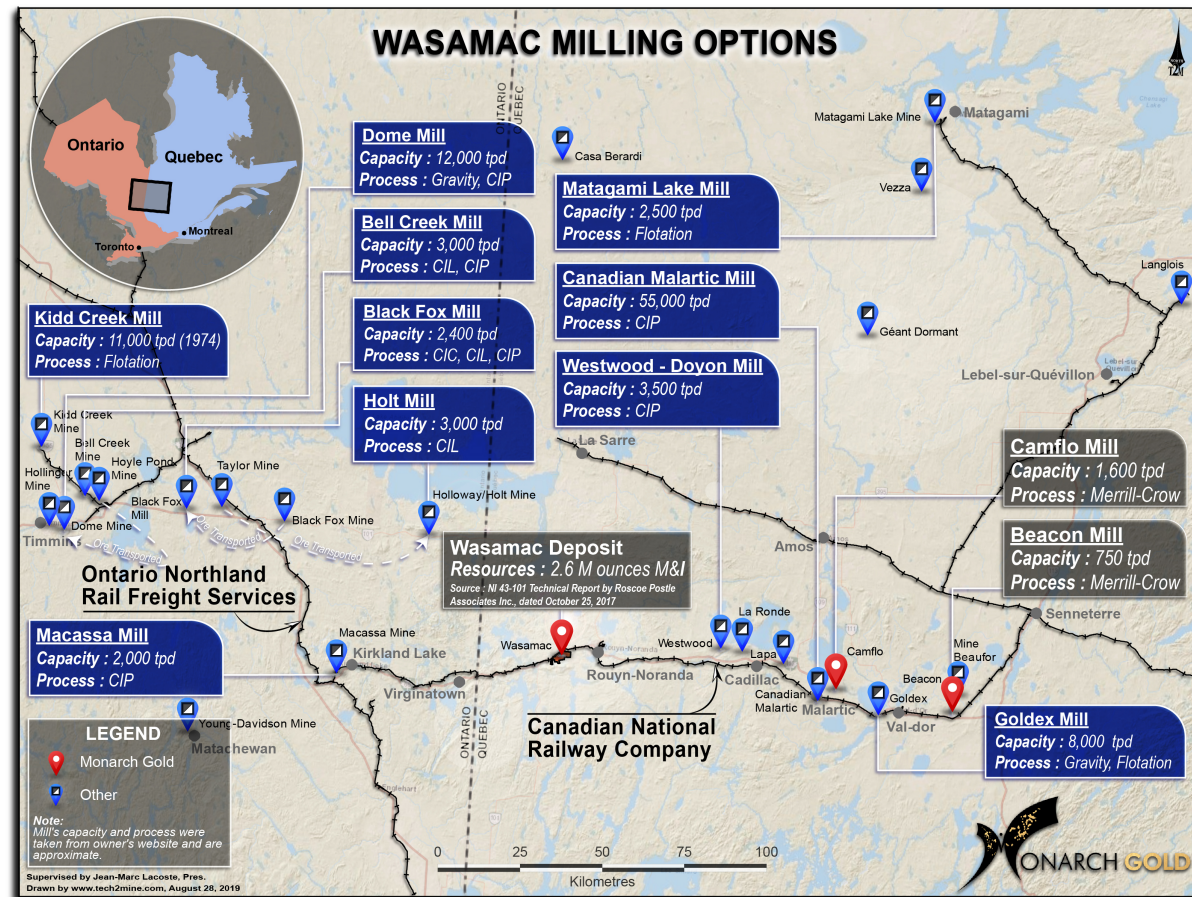 WASAMAC MILLING OPTIONS
Ontario
Quebec
Montreal
Toronto
ONTARIO
QUEBEC
Dome Mill
Capacity : 12,000 tpd
Process : Gravity, CIP
Bell Creek Mill
Capacity : 3,000 tpd
Process : CIL, CIP
Black Fox Mill
Capacity : 2,400 tpd
Process : CIC, CIL, CIP
Holt Mill
Capacity : 3,000 tpd
Process : CIL
Kidd Creek Mill
Capacity : 11,000 tpd (1974)
Process : Flotation
Casa Berardi
Matagami Lake Mill
Capacity : 2,500 tpd
Process : Flotation
Canadian Malartic Mill
Capacity : 55,000 tpd
Process : CIP
Westwood - Doyon Mill
Capacity : 3,500 tpd
Process : CIP
Matagami Lake Mine
Matagami
Vezza
Langlois
Géant Dormant
Lebel-sur-Quévillon
Lebel-sur-
Quévillon
T2M
Camflo Mill
Capacity : 1,600 tpd
Process : Merrill-Crow
Beacon Mill
Capacity : 750 tpd
Process : Merrill-Crow
Kidd Creek
Mine
Bell Creek
Mine
Hoyle Pond
Mine
Hollinger
Mine
Dome Mine
Timmins
Black Fox
Mill
Taylor Mine
Black Fox Mine
Holloway/Holt Mine
Ore Transported
Ore Transported
Ore Transported
La Sarre
Amos
Senneterre
Wasamac Deposit
Resources : 2.6 M ounces M&I
Source : NI 43-101 Technical Report by Roscoe Postle
Associates Inc., dated October 25, 2017
Ontario Northland
Rail Freight Services
Macassa Mill
Capacity : 2,000 tpd
Process : CIP
Macassa Mine
Kirkland Lake
Virginatown
Wasamac
Rouyn-Noranda
Westwood
La Ronde
Lapa
Cadillac
Canadian
Malartic
Malartic
Camflo
Goldex
Val-dor
Mine
Beaufor
Beacon
Canadian National
Railway Company
ONTARIO
QUEBEC
Goldex Mill
Capacity : 8,000 tpd
Process : Gravity, Flotation
Young-Davidson Mine
Matachewan
Englehart
LEGEND
Monarch Gold
Other
Note:
Mill's capacity and process were
taken from owner's website and are
approximate.
Supervised by Jean-Marc Lacoste, Pres.
Drawn by www.tech2mine.com, August 28, 2019
0 25 50 75 100
Kilometres
MONARCH GOLD